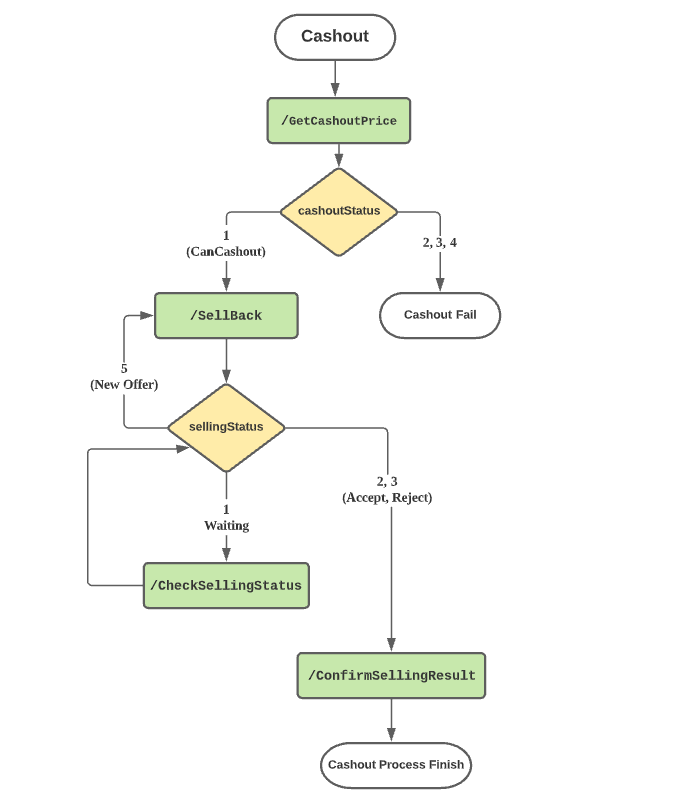 Cashout
/GetCashoutPrice
cashoutStatus
1
(CanCashout)
2, 3, 4
/SellBack
Cashout Fail
5
(New Offer)
sellingStatus
2, 3
(Accept, Reject)
1
Waiting
/CheckSellingStatus
/ConfirmSellingResult
Cashout Process Finish